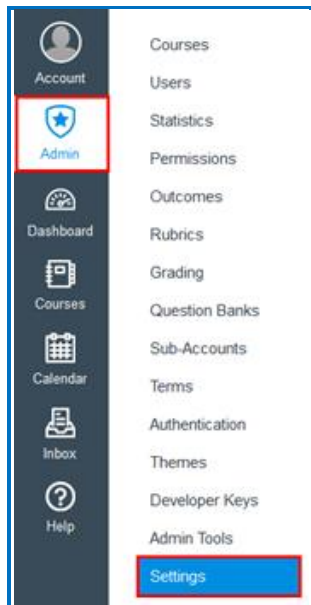 Account
Admin
Dashboard
Courses
Calendar
Inbox
Help
Courses
Users
Statistics
Permissions
Outcomes
Rubrics
Grading
Question Banks
Sub-Accounts
Terms
Authentication
Themes
Developer Keys
Admin Tools
Settings